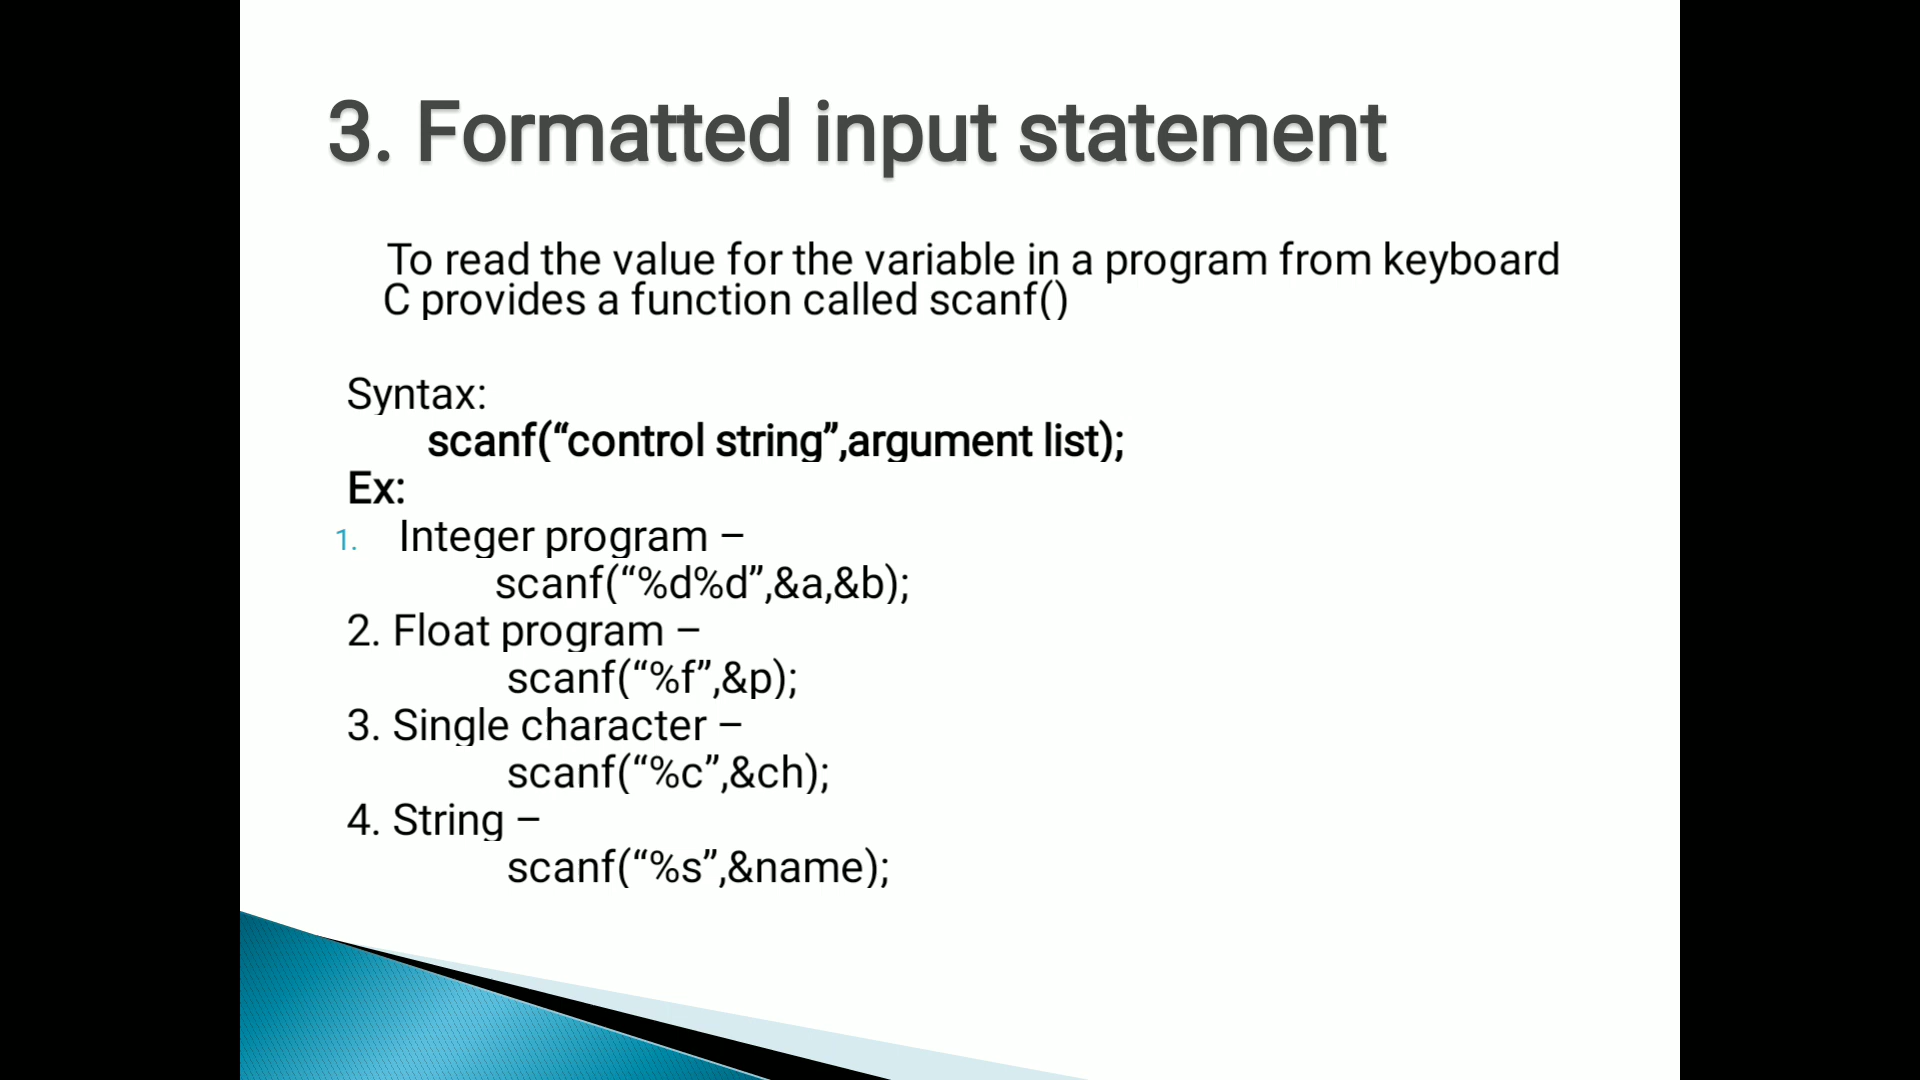 3. Formatted input statement
To read the value for the variable in a program from keyboard
C provides a function called scanf()
Syntax:
scanf(“control string”,argument list);
Ex:
1. Integer program –
scanf(“%d%d”,&a,&b);
2. Float program –
scanf(“%f”,&p);
3. Single character –
scanf(“%c”,&ch);
4. String –
scanf(“%s”,&name);